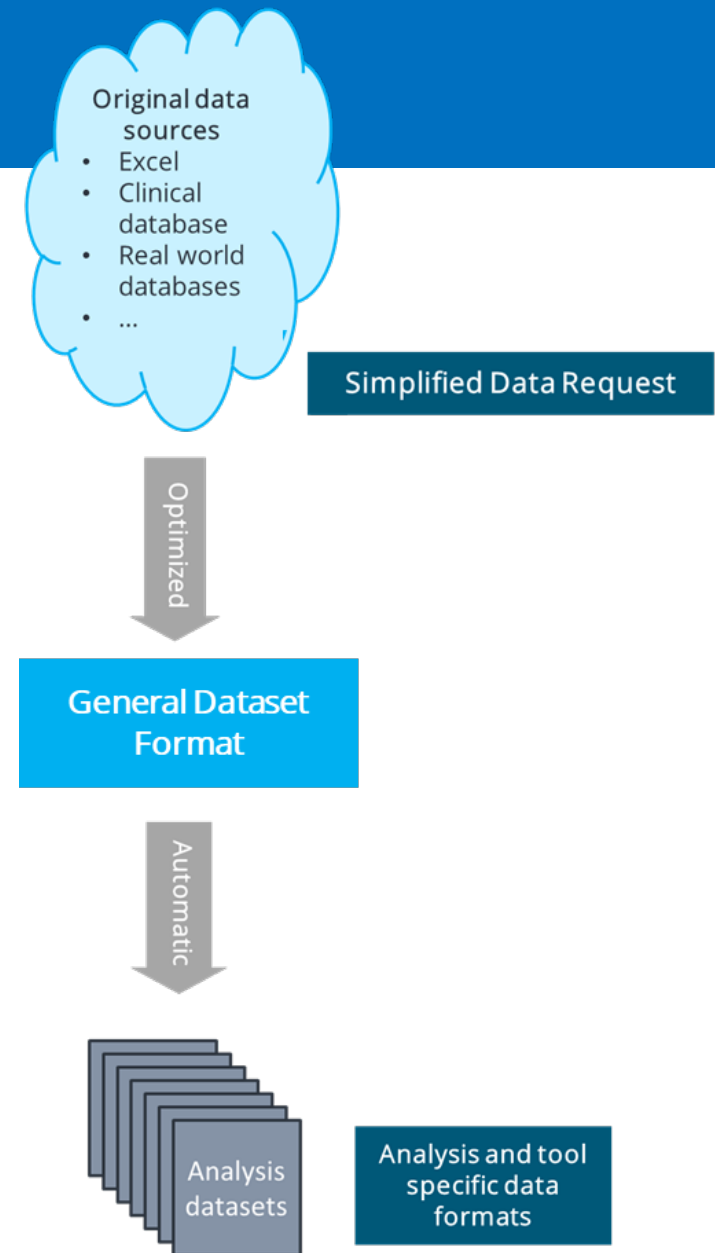 Original data
sources
• Excel
• Clinical
database
• Real world
databases
• ...
Simplified Data Request
Optimized
General Dataset
Format
Automatic
Analysis
datasets
Analysis and tool
specific data
formats